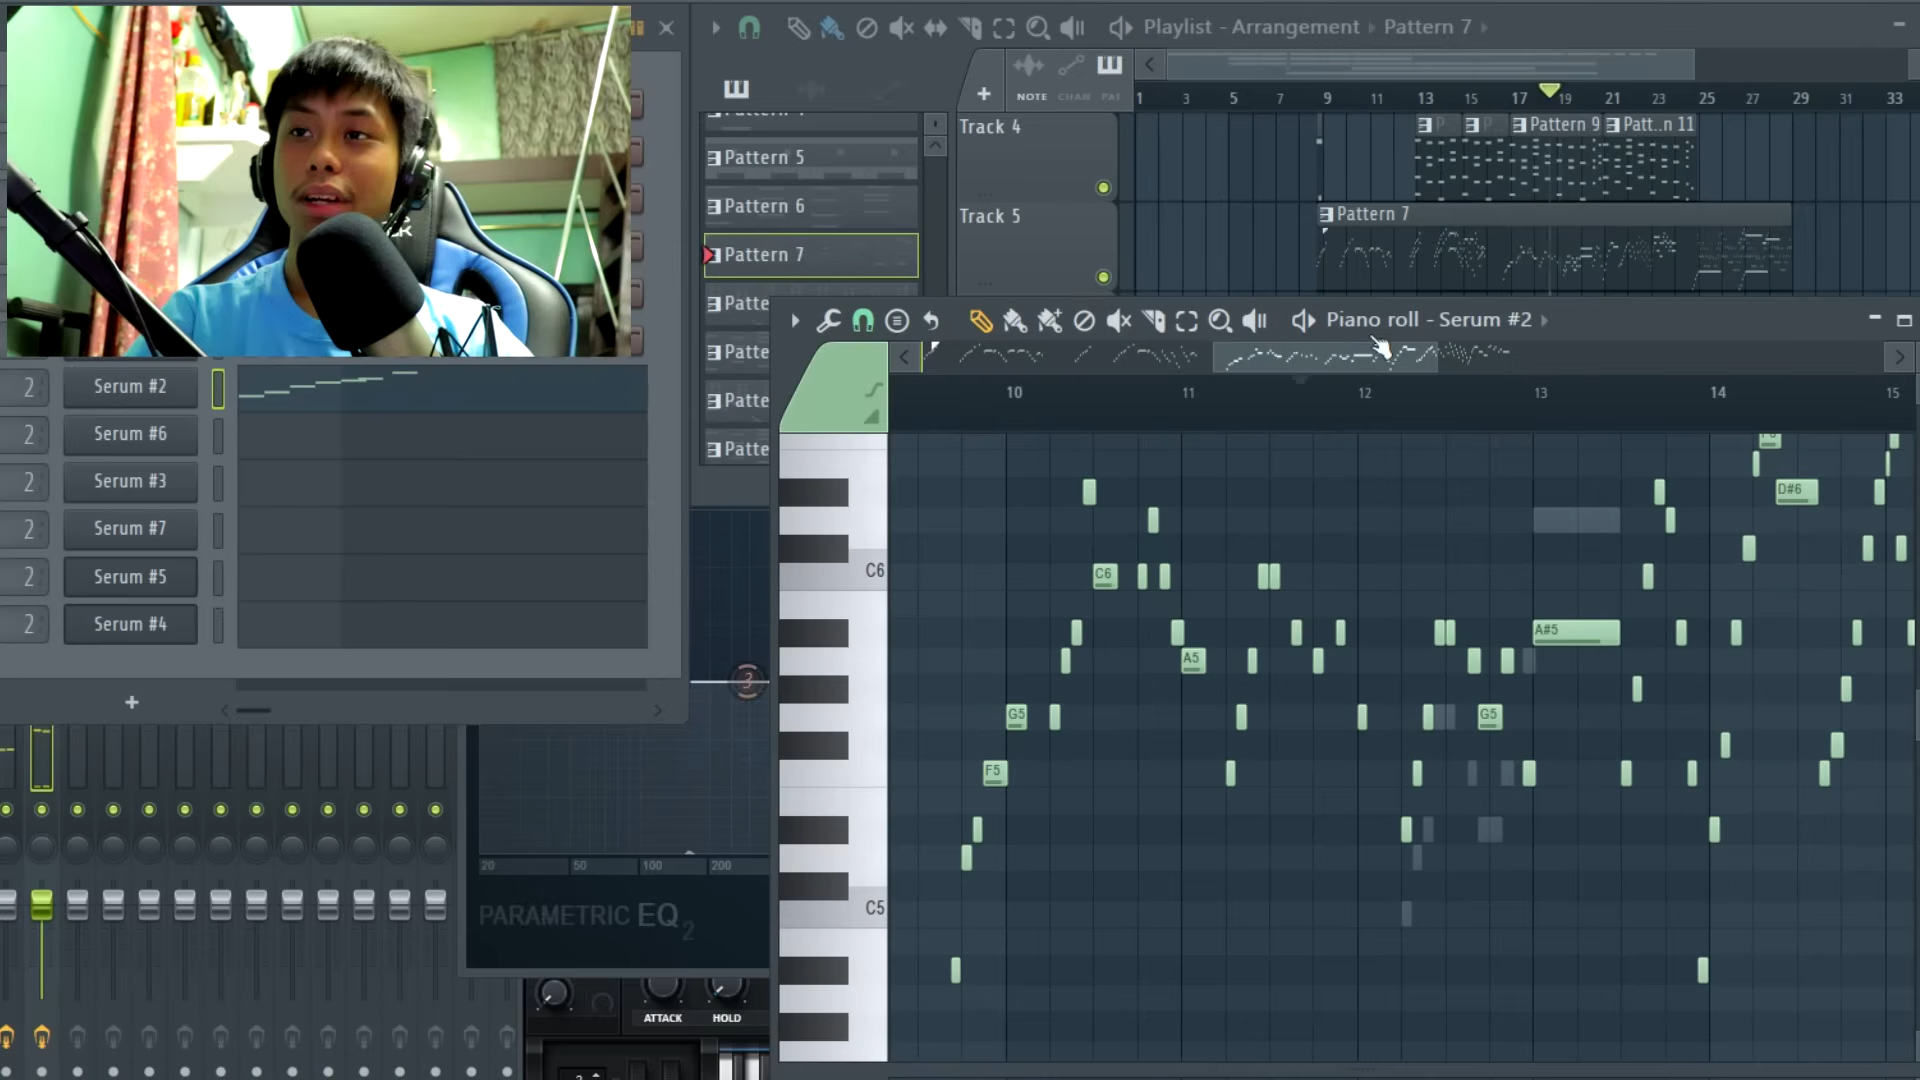 Playlist - Arrangement Pattern 7
NOTE CHAN PAT
1 3 5 7 9 11 13 15 17 19 21 23 25 27 29 31 33
Track 4
Pattern 9
Patt..n 11
Track 5
Pattern 7
Pattern 5
Pattern 6
Pattern 7
Patte
Patte
Patte
Patte
Piano roll - Serum #2
10 11 12 13 14 15
D#6
C6
C6
A#5
A5
G5
G5
F5
C5
2 Serum #2
2 Serum #6
2 Serum #3
2 Serum #7
2 Serum #5
2 Serum #4
3
20 50 100 200
PARAMETRIC EQ 2
ATTACK HOLD